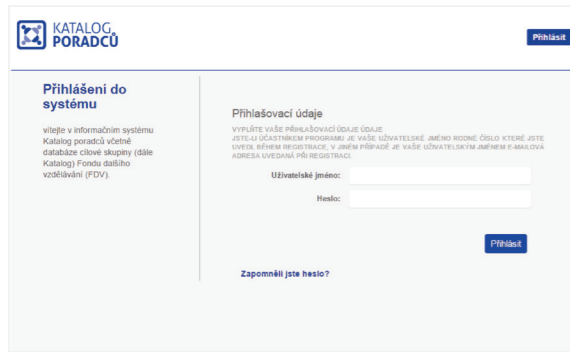 KATALOG
PORADCŮ
Přihlásit
Přihlášení do
systému
vítejte v informačním systému
Katalog poradců včetně
databáze cílové skupiny (dále
Katalog) Fondu dalšího
vzdělávání (FDV).
Přihlašovací údaje
VYPLŇTE VAŠE PŘIHLAŠOVACÍ ÚDAJE ÚDAJE
JSTE-LI ÚČASTNÍKEM PROGRAMU JE VAŠE UŽIVATELSKÉ JMÉNO RODNÉ ČÍSLO KTERÉ JSTE
UVEDL BĚHEM REGISTRACE, V JINÉM PŘÍPADĚ JE VAŠE UŽIVATELSKÝM JMÉNEM E-MAILOVÁ
ADRESA UVEDANÁ PŘI REGISTRACI.
Uživatelské jméno:
Heslo:
Přihlásit
Zapomněli jste heslo?